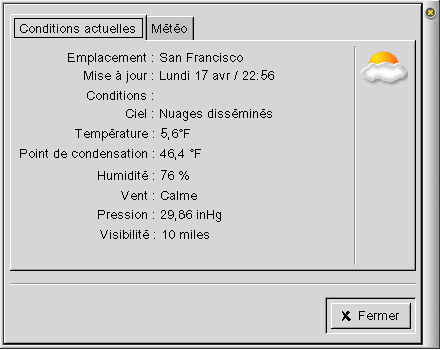 Conditions actuelles Météo
Emplacement : San Francisco
Mise à jour : Lundi 17 avr / 22:56
Conditions :
Ciel : Nuages disséminés
Température : 5,6°F
Point de condensation : 46,4 °F
Humidité : 76 %
Vent : Calme
Pression : 29,86 inHg
Visibilité : 10 miles
Fermer